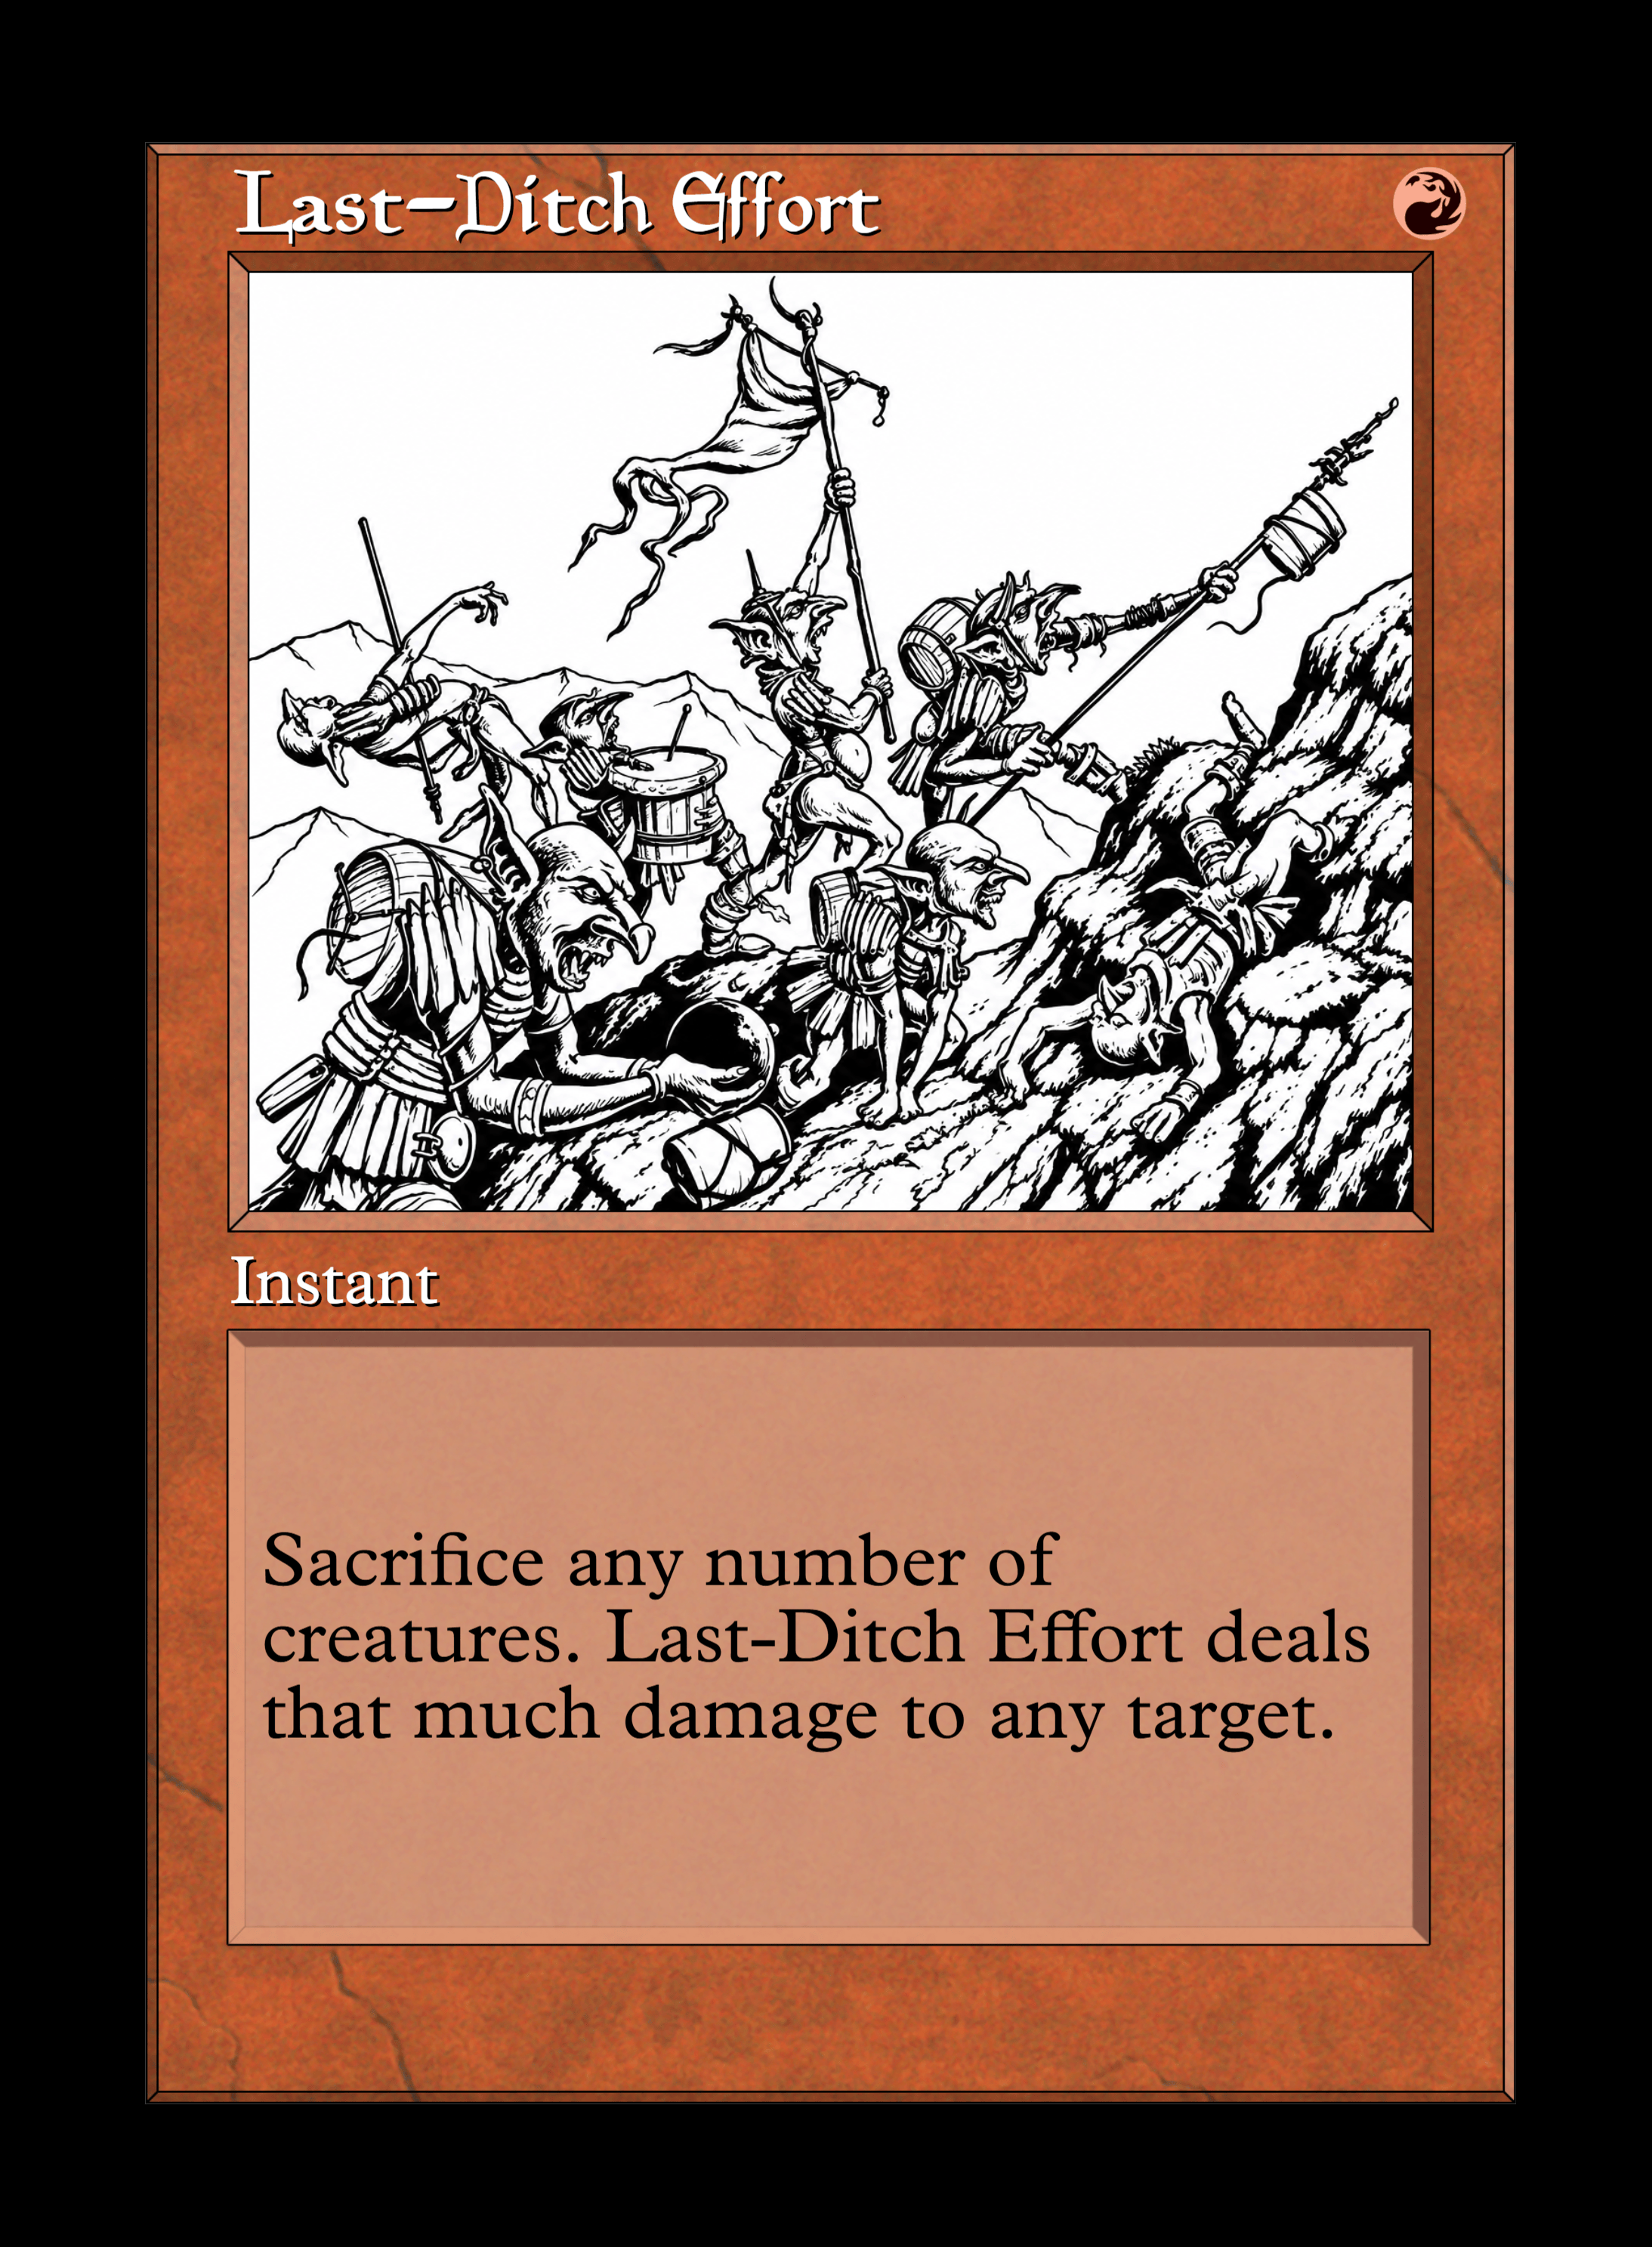 Last-Ditch Effort
Instant
Sacrifice any number of
creatures. Last-Ditch Effort deals
that much damage to any target.